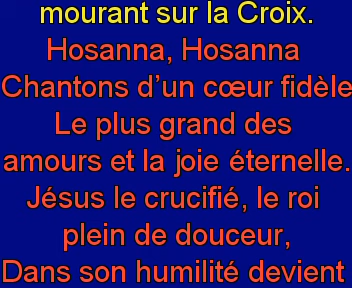 mourant sur la Croix.
Hosanna, Hosanna
Chantons d’un cœur fidèle
Le plus grand des
amours et la joie éternelle.
Jésus le crucifié, le roi
plein de douceur,
Dans son humilité devient